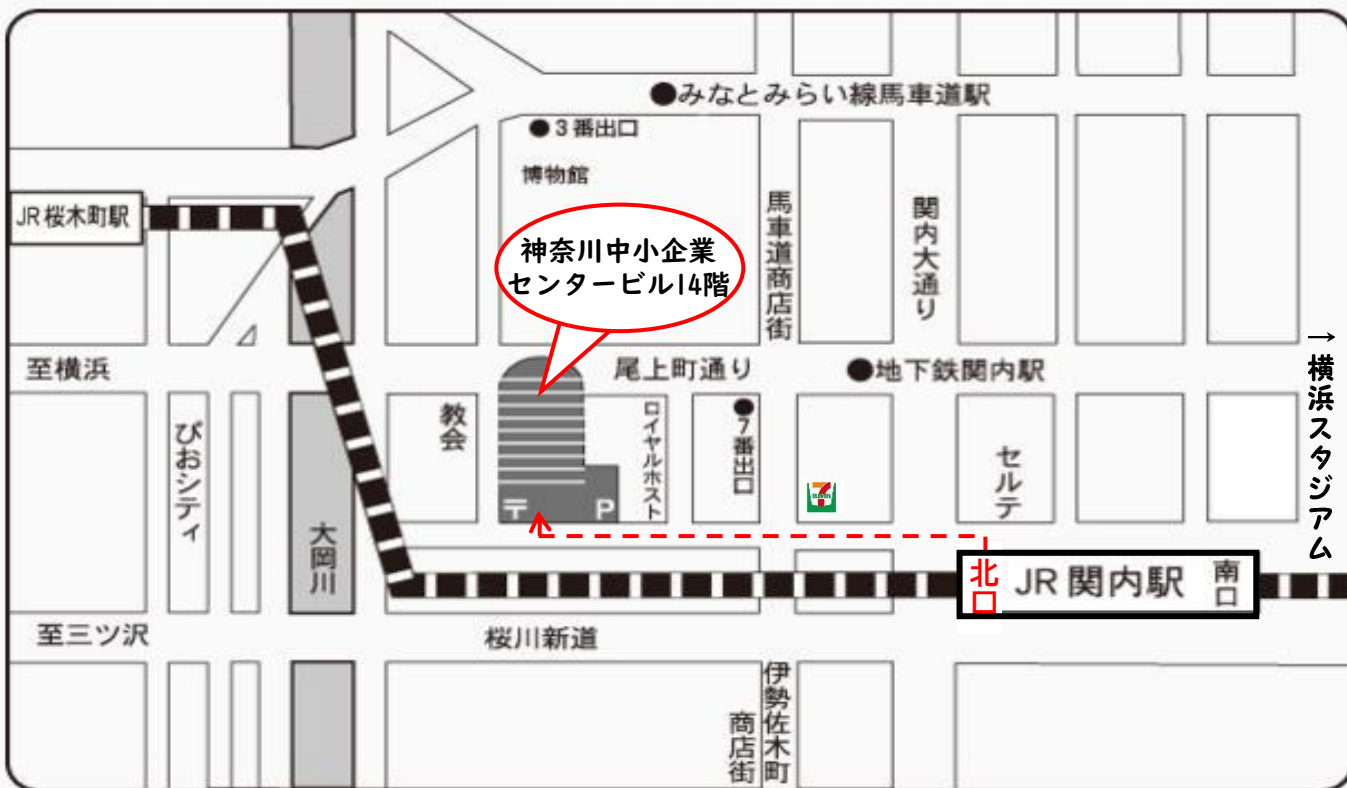 ●みなとみらい線馬車道駅
●3番出口
博物館
JR桜木町駅
馬車道商店街
関内大通り
神奈川中小企業
センタービル14階
→横浜スタジアム
至横浜
尾上町通り
●地下鉄関内駅
ぴおシティ
教会
ロイヤルホスト
●7番出口
セルテ
大岡川
〒
P
7
ELEVEn
北口
JR関内駅
南口
至三ツ沢
桜川新道
伊勢佐木町
商店街